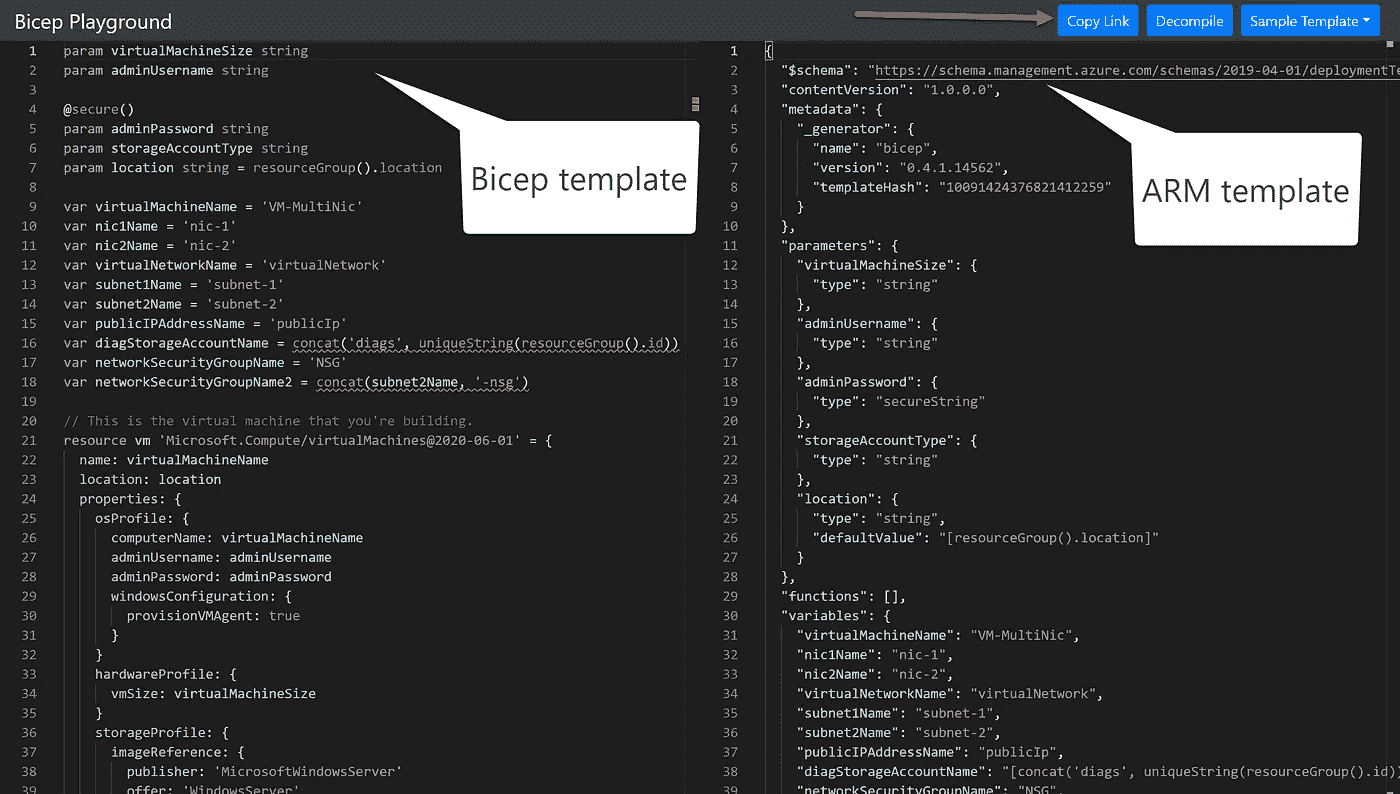 Bicep Playground
Copy Link
Decompile
Sample Template
1 param virtualMachineSize string
2 param adminUsername string
3
4 @secure()
5 param adminPassword string
6 param storageAccountType string
7 param location string = resourceGroup().location
8
9 var virtualMachineName = 'VM-MultiNic'
10 var nic1Name = 'nic-1'
11 var nic2Name = 'nic-2'
12 var virtualNetworkName = 'virtualNetwork'
13 var subnet1Name = 'subnet-1'
14 var subnet2Name = 'subnet-2'
15 var publicIPAddressName = 'publicIp'
16 var diagStorageAccountName = concat('diags', uniqueString(resourceGroup().id))
17 var networkSecurityGroupName = 'NSG'
18 var networkSecurityGroupName2 = concat(subnet2Name, '-nsg')
19
20 // This is the virtual machine that you're building.
21 resource vm 'Microsoft.Compute/virtualMachines@2020-06-01' = {
22 name: virtualMachineName
23 location: location
24 properties: {
25 osProfile: {
26 computerName: virtualMachineName
27 adminUsername: adminUsername
28 adminPassword: adminPassword
29 windowsConfiguration: {
30 provisionVMAgent: true
31 }
32 }
33 hardwareProfile: {
34 vmSize: virtualMachineSize
35 }
36 storageProfile: {
37 imageReference: {
38 publisher: 'MicrosoftWindowsServer'
39 offer: 'WindowsServer'
Bicep template
1 {
2 "$schema": "https://schema.management.azure.com/schemas/2019-04-01/deploymentTe
3 "contentVersion": "1.0.0.0",
4 "metadata": {
5 "_generator": {
6 "name": "bicep",
7 "version": "0.4.1.14562",
8 "templateHash": "10091424376821412259"
9 }
10 },
11 "parameters": {
12 "virtualMachineSize": {
13 "type": "string"
14 },
15 "adminUsername": {
16 "type": "string"
17 },
18 "adminPassword": {
19 "type": "secureString"
20 },
21 "storageAccountType": {
22 "type": "string"
23 },
24 "location": {
25 "type": "string",
26 "defaultValue": "[resourceGroup().location]"
27 }
28 },
29 "functions": [],
30 "variables": {
31 "virtualMachineName": "VM-MultiNic",
32 "nic1Name": "nic-1",
33 "nic2Name": "nic-2",
34 "virtualNetworkName": "virtualNetwork",
35 "subnet1Name": "subnet-1",
36 "subnet2Name": "subnet-2",
37 "publicIPAddressName": "publicIp",
38 "diagStorageAccountName": "[concat('diags', uniqueString(resourceGroup().id))
39 "networkSecurityGroupName": "NSG",
ARM template